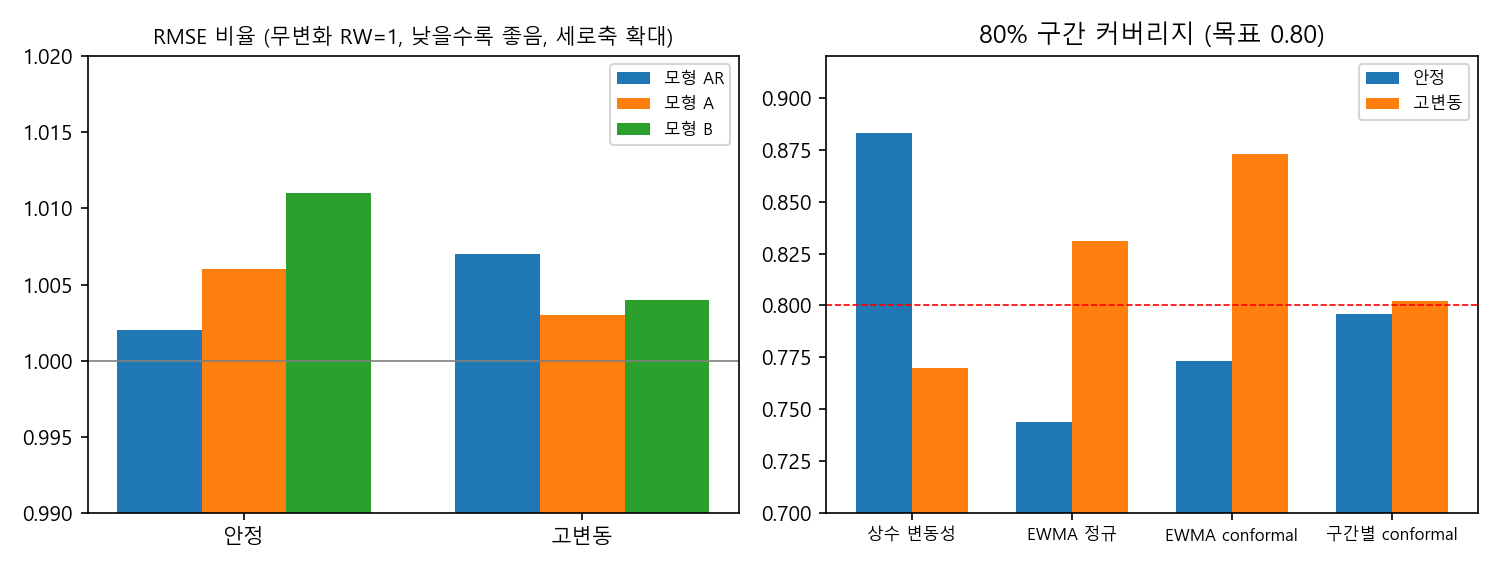 RMSE 비율 (무변화 RW=1, 낮을수록 좋음, 세로축 확대)
1.020
1.015
1.010
1.005
1.000
0.995
0.990
모형 AR
모형 A
모형 B
안정
고변동
80% 구간 커버리지 (목표 0.80)
0.900
0.875
0.850
0.825
0.800
0.775
0.750
0.725
0.700
안정
고변동
상수 변동성
EWMA 정규
EWMA conformal
구간별 conformal